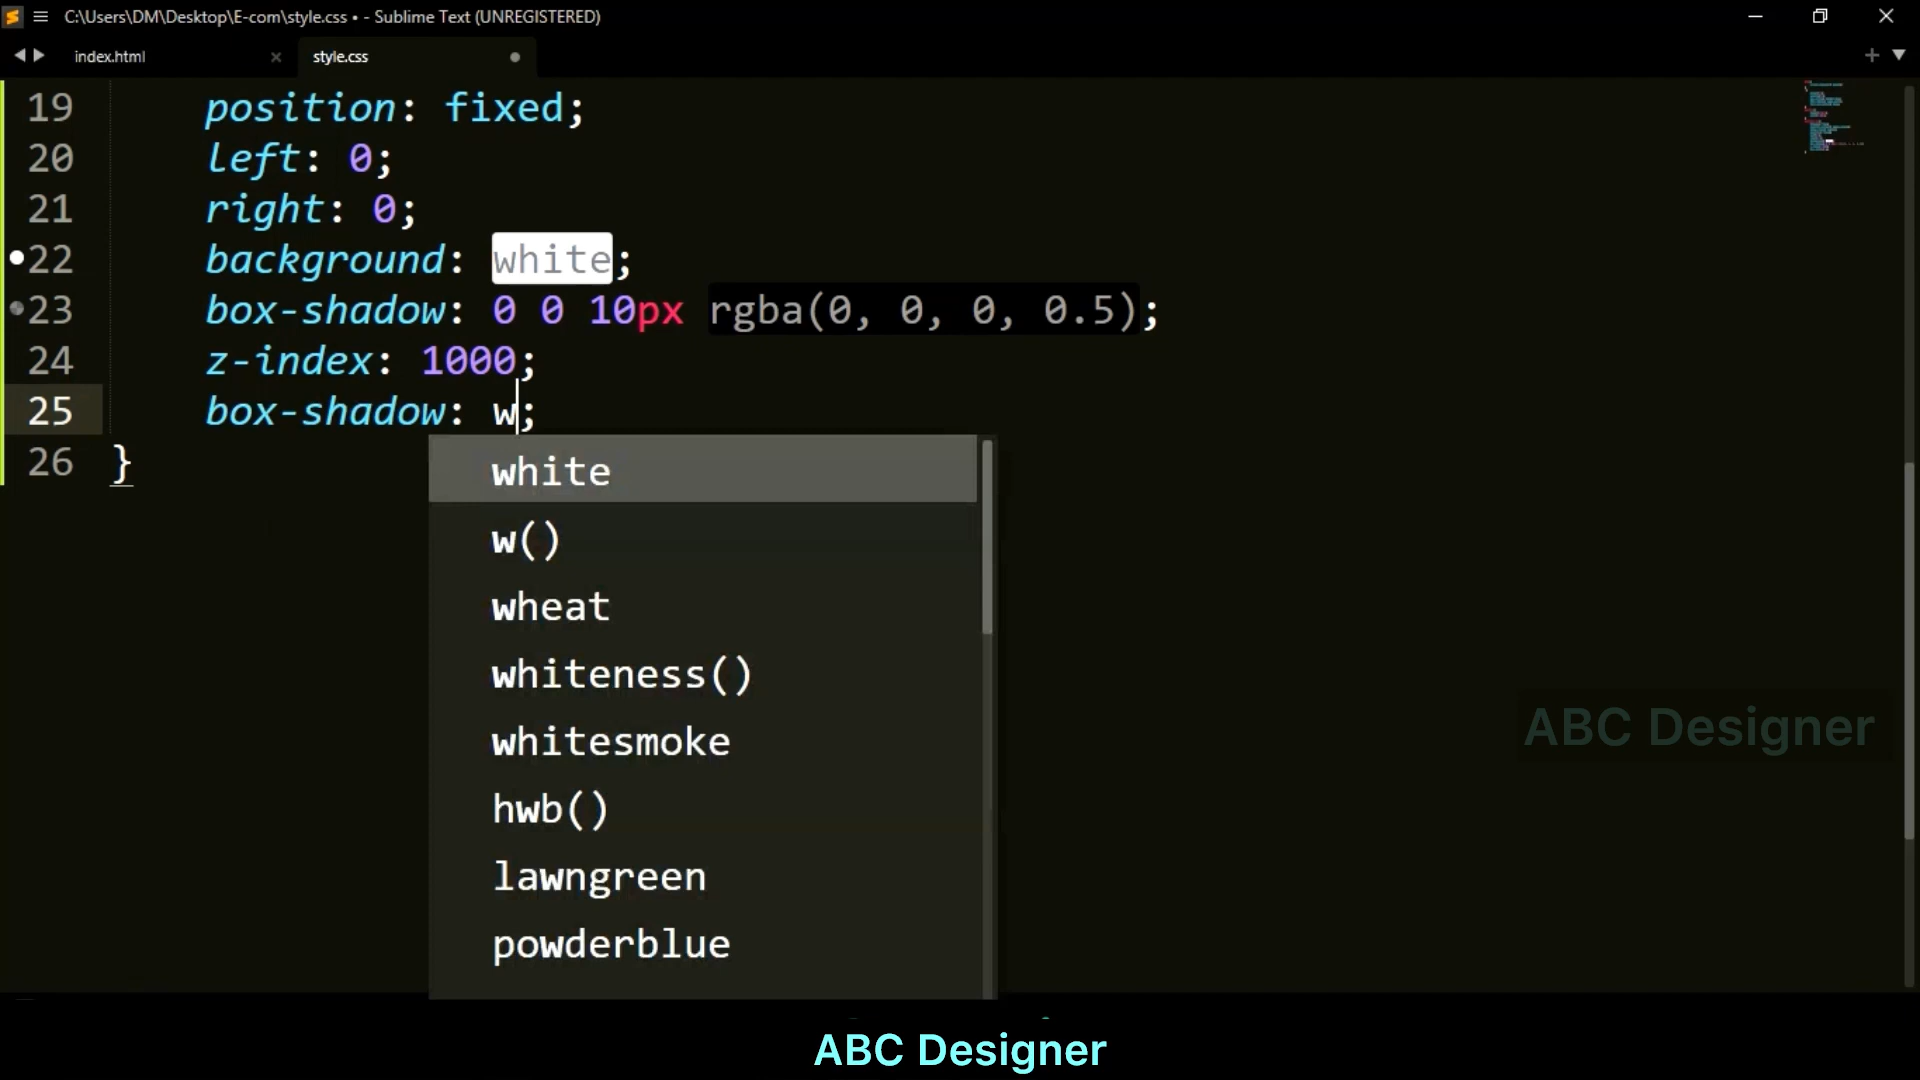 C:\Users\DM\Desktop\E-com\style.css • - Sublime Text (UNREGISTERED)
index.html
style.css
19 position: fixed;
20 left: 0;
21 right: 0;
22 background: white;
23 box-shadow: 0 0 10px rgba(0, 0, 0, 0.5);
24 z-index: 1000;
25 box-shadow: w;
26 }
white
w()
wheat
whiteness()
whitesmoke
hwb()
lawngreen
powderblue
ABC Designer
ABC Designer